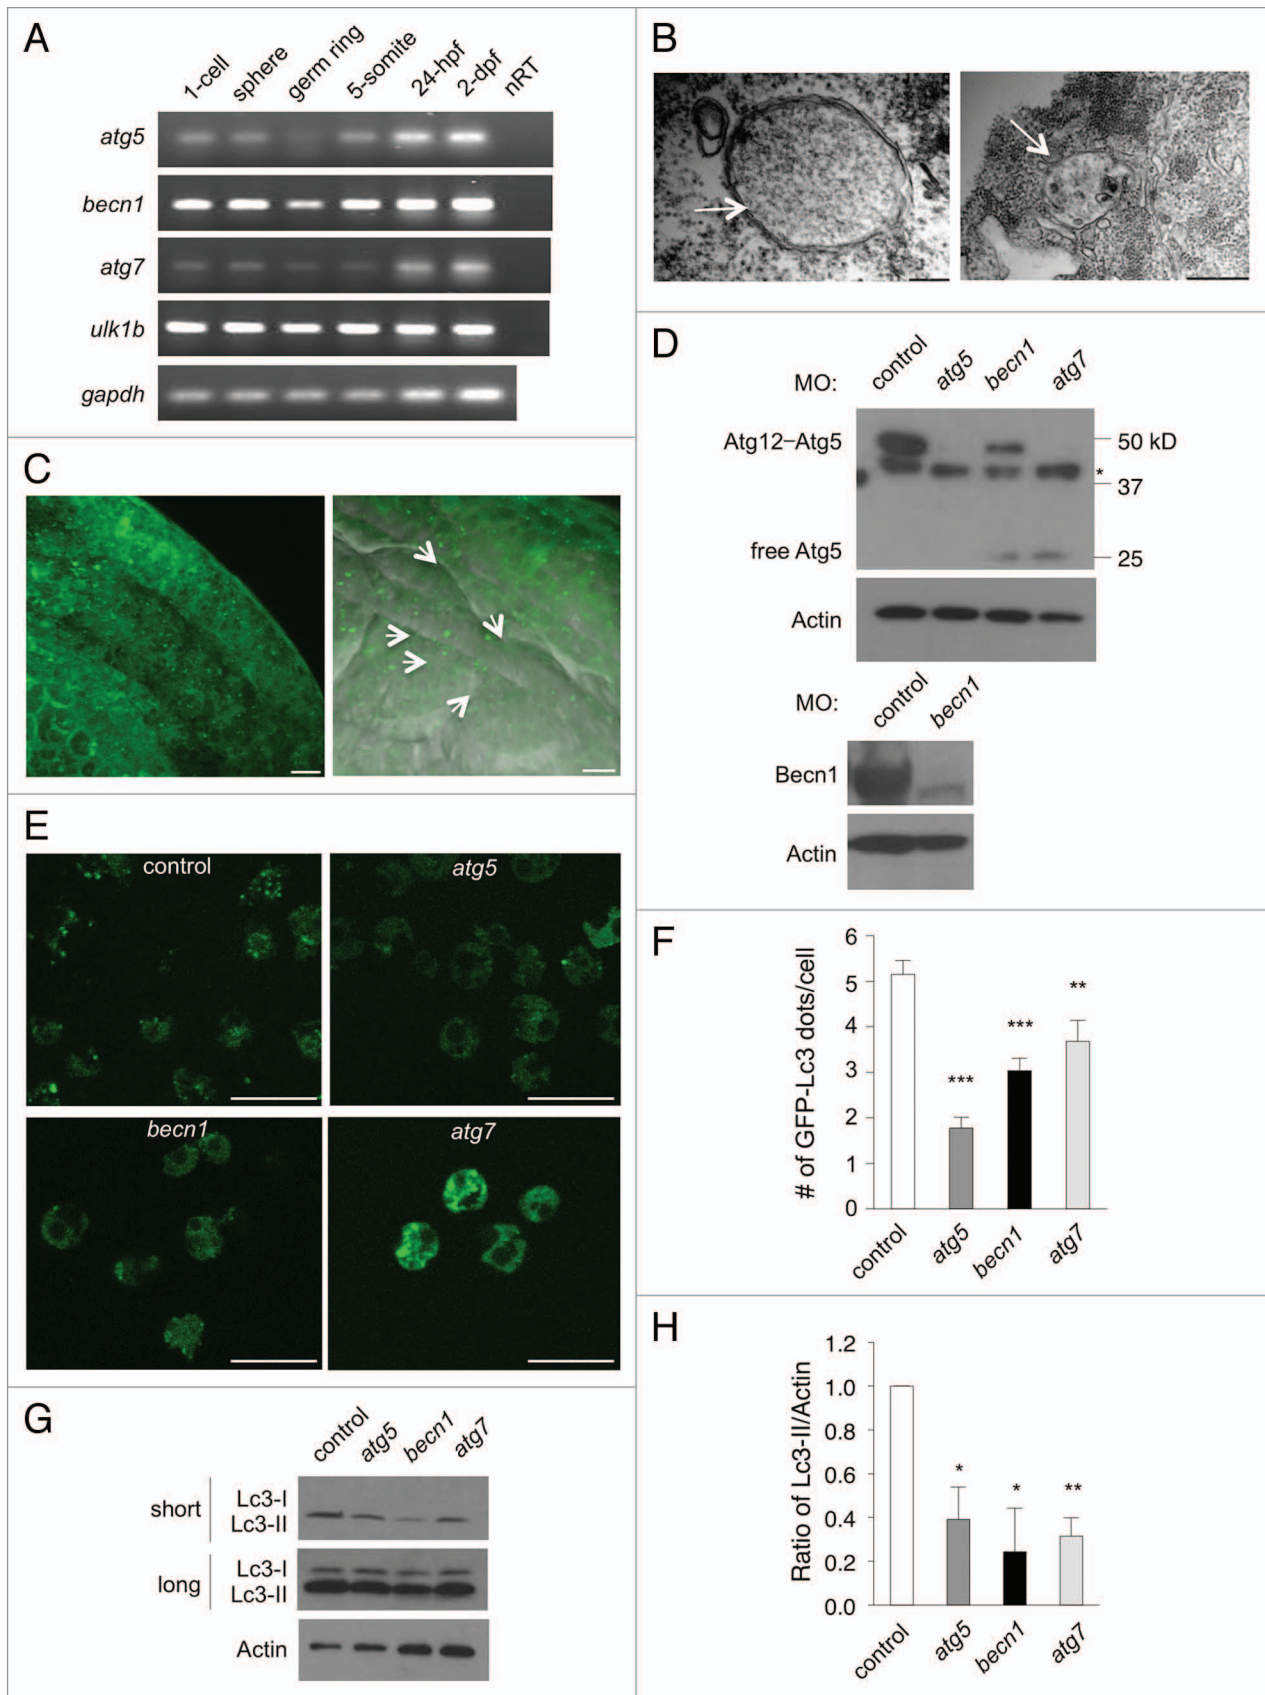 A
1-cell
sphere
germ ring
5-somite
24-hpf
2-dpf
nRT
atg5
becn1
atg7
ulk1b
gapdh
B
C
D
MO:
control
atg5
becn1
atg7
Atg12–Atg5
50 kD
*
37
free Atg5
25
Actin
MO:
control
becn1
Becn1
Actin
E
control
atg5
becn1
atg7
F
# of GFP-Lc3 dots/cell
6
5
4
3
2
1
0
***
***
**
control
atg5
becn1
atg7
G
control
atg5
becn1
atg7
short
Lc3-I
Lc3-II
long
Lc3-I
Lc3-II
Actin
H
Ratio of Lc3-II/Actin
1.2
1.0
0.8
0.6
0.4
0.2
0.0
*
*
**
control
atg5
becn1
atg7